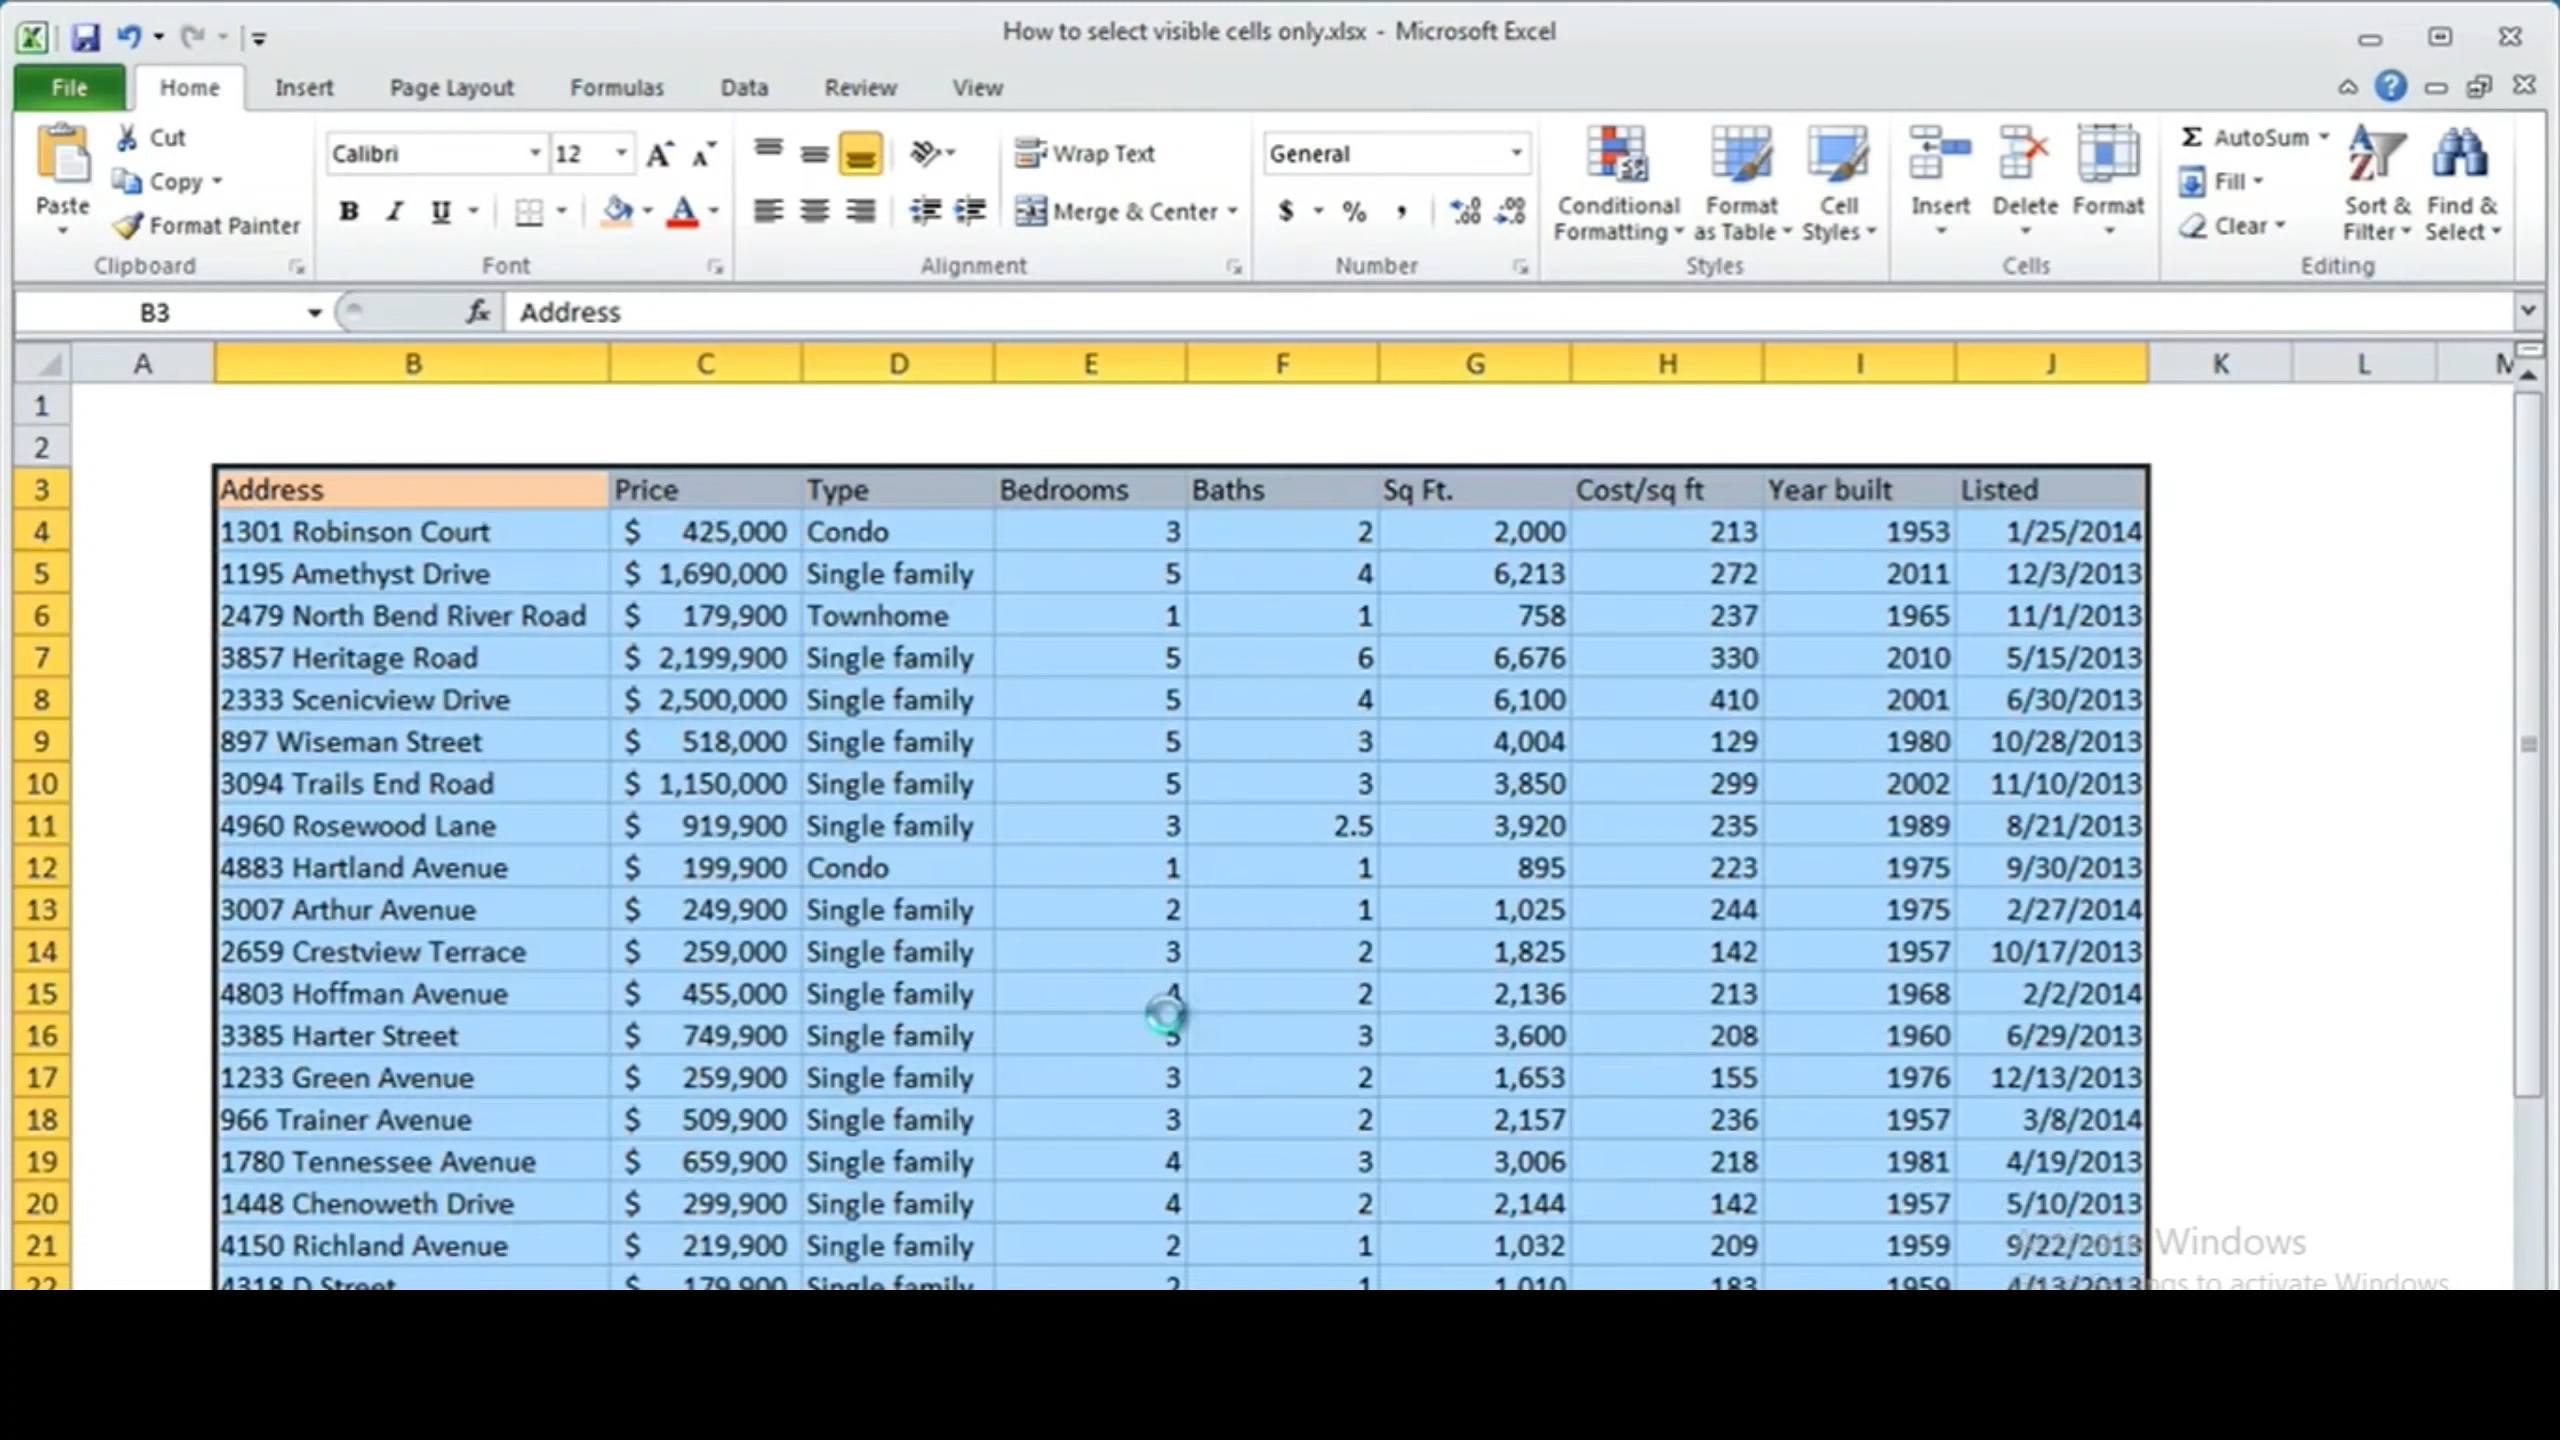 How to select visible cells only.xlsx - Microsoft Excel
File Home Insert Page Layout Formulas Data Review View
Cut
Copy
Format Painter
Paste
Clipboard
Calibri 12
B I U
Font
Wrap Text
Merge & Center
Alignment
General
$ % ,
Number
Conditional Formatting
Format as Table
Cell Styles
Styles
Insert Delete Format
Cells
AutoSum
Fill
Clear
Sort & Filter
Find & Select
Editing
B3 fx Address
A B C D E F G H I J K L
1
2
3 Address Price Type Bedrooms Baths Sq Ft. Cost/sq ft Year built Listed
4 1301 Robinson Court $ 425,000 Condo 3 2 2,000 213 1953 1/25/2014
5 1195 Amethyst Drive $ 1,690,000 Single family 5 4 6,213 272 2011 12/3/2013
6 2479 North Bend River Road $ 179,900 Townhome 1 1 758 237 1965 11/1/2013
7 3857 Heritage Road $ 2,199,900 Single family 5 6 6,676 330 2010 5/15/2013
8 2333 Scenicview Drive $ 2,500,000 Single family 5 4 6,100 410 2001 6/30/2013
9 897 Wiseman Street $ 518,000 Single family 5 3 4,004 129 1980 10/28/2013
10 3094 Trails End Road $ 1,150,000 Single family 5 3 3,850 299 2002 11/10/2013
11 4960 Rosewood Lane $ 919,900 Single family 3 2.5 3,920 235 1989 8/21/2013
12 4883 Hartland Avenue $ 199,900 Condo 1 1 895 223 1975 9/30/2013
13 3007 Arthur Avenue $ 249,900 Single family 2 1 1,025 244 1975 2/27/2014
14 2659 Crestview Terrace $ 259,000 Single family 3 2 1,825 142 1957 10/17/2013
15 4803 Hoffman Avenue $ 455,000 Single family 4 2 2,136 213 1968 2/2/2014
16 3385 Harter Street $ 749,900 Single family 3 3,600 208 1960 6/29/2013
17 1233 Green Avenue $ 259,900 Single family 3 2 1,653 155 1976 12/13/2013
18 966 Trainer Avenue $ 509,900 Single family 3 2 2,157 236 1957 3/8/2014
19 1780 Tennessee Avenue $ 659,900 Single family 4 3 3,006 218 1981 4/19/2013
20 1448 Chenoweth Drive $ 299,900 Single family 4 2 2,144 142 1957 5/10/2013
21 4150 Richland Avenue $ 219,900 Single family 2 1 1,032 209 1959 9/22/2013
22 4318 D Street $ 179,900 Single family 2 1 1,010 183 1959 4/13/2013
Windows
to activate Windows